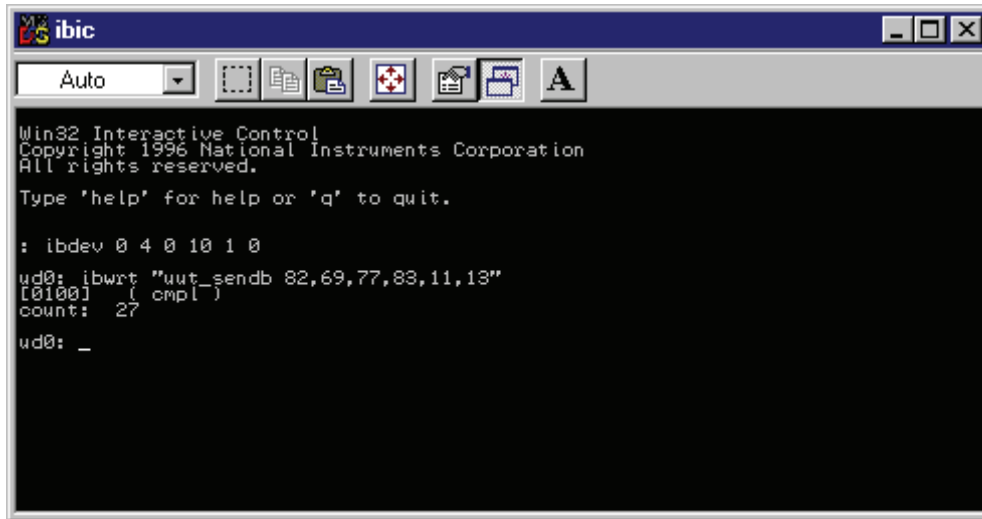 ibic
Auto
A
Win32 Interactive Control
Copyright 1996 National Instruments Corporation
All rights reserved.
Type 'help' for help or 'q' to quit.
: ibdev 0 4 0 10 1 0
ud0: ibwrt "uut_sendb 82,69,77,83,11,13"
[0100] ( cmpl )
count: 27
ud0: _